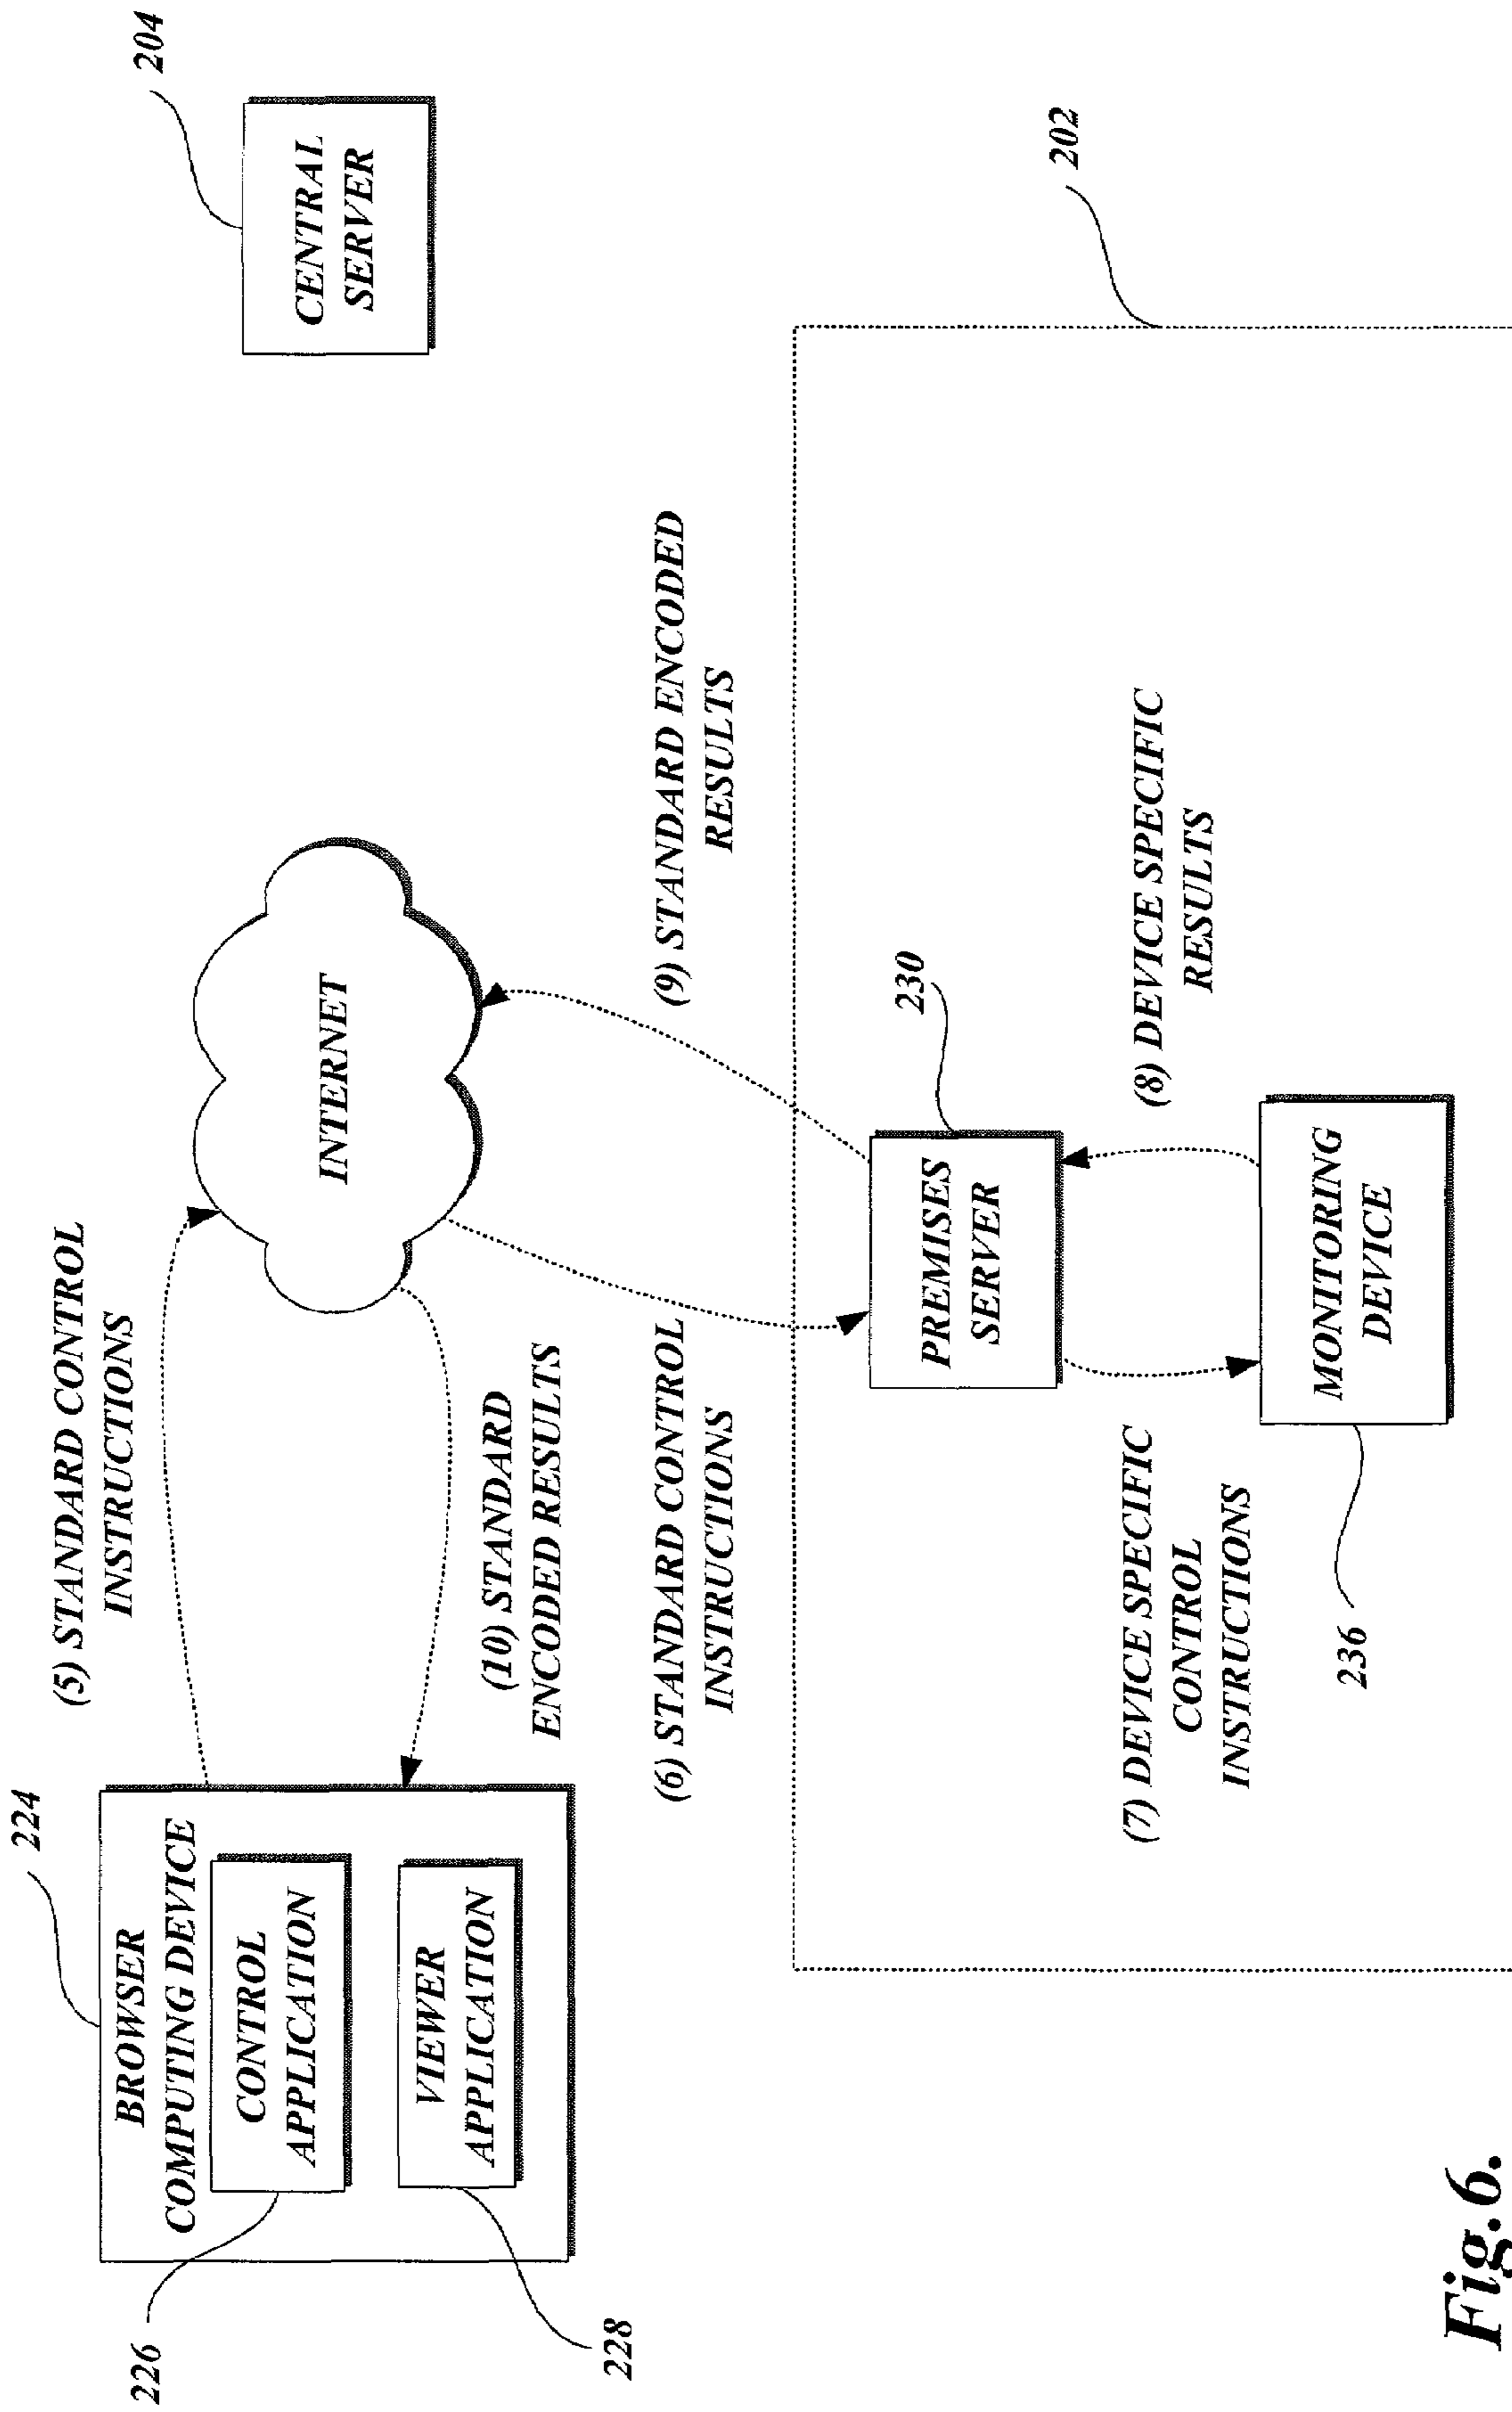 224
BROWSER
COMPUTING DEVICE
CONTROL
APPLICATION
226
VIEWER
APPLICATION
228
(5) STANDARD CONTROL
INSTRUCTIONS
(10) STANDARD
ENCODED RESULTS
INTERNET
204
CENTRAL
SERVER
(6) STANDARD CONTROL
INSTRUCTIONS
(9) STANDARD ENCODED
RESULTS
202
230
PREMISES
SERVER
(7) DEVICE SPECIFIC
CONTROL
INSTRUCTIONS
(8) DEVICE SPECIFIC
RESULTS
MONITORING
DEVICE
236
Fig.6.